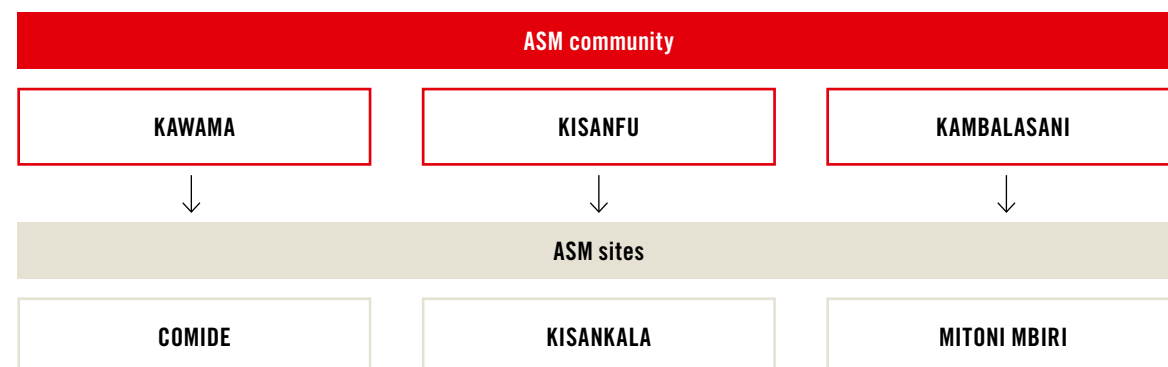 ASM community
KAWAMA
KISANFU
KAMBALASANI
ASM sites
COMIDE
KISANKALA
MITONI MBIRI